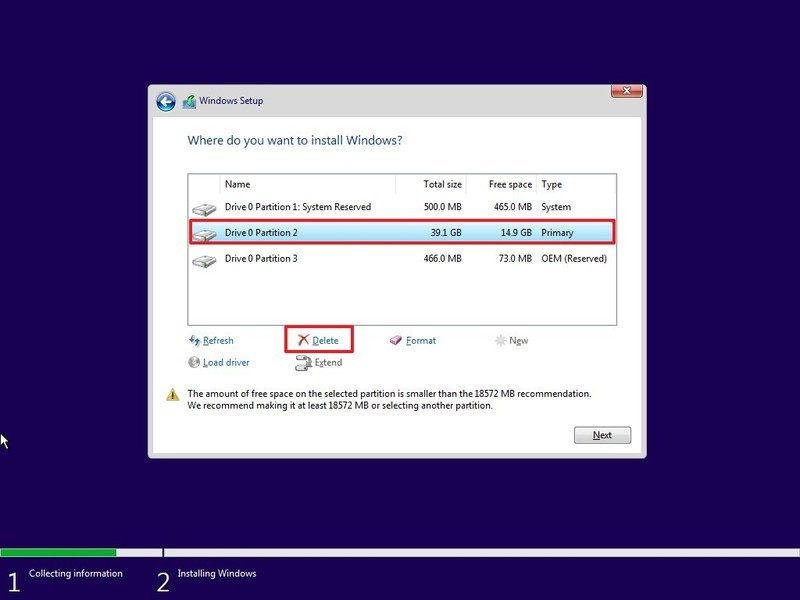 Windows Setup
Where do you want to install Windows?
Name Total size Free space Type
Drive 0 Partition 1: System Reserved 500.0 MB 465.0 MB System
Drive 0 Partition 2 39.1 GB 14.9 GB Primary
Drive 0 Partition 3 466.0 MB 73.0 MB OEM (Reserved)
Refresh Delete Format New
Load driver Extend
The amount of free space on the selected partition is smaller than the 18572 MB recommendation.
We recommend making it at least 18572 MB or selecting another partition.
Next
1 Collecting information 2 Installing Windows